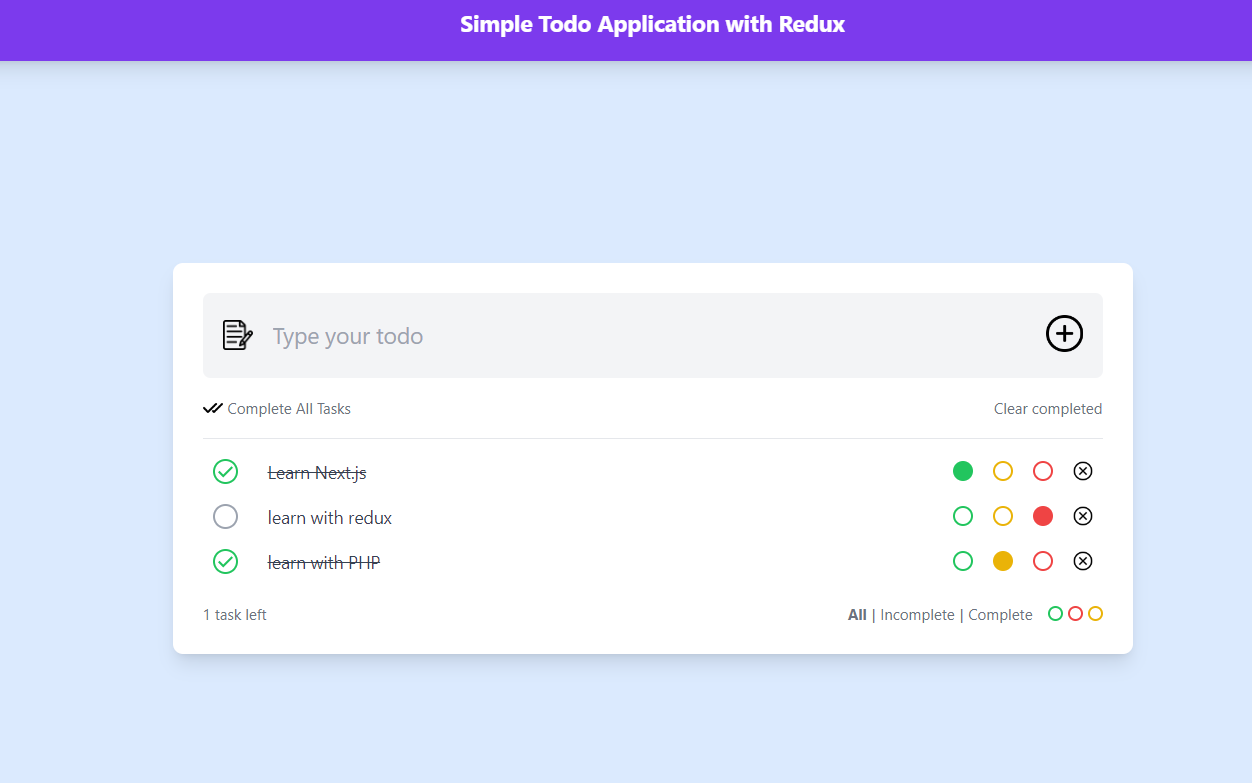 Simple Todo Application with Redux
Type your todo
Complete All Tasks
Clear completed
Learn Next.js
learn with redux
learn with PHP
1 task left
All | Incomplete | Complete